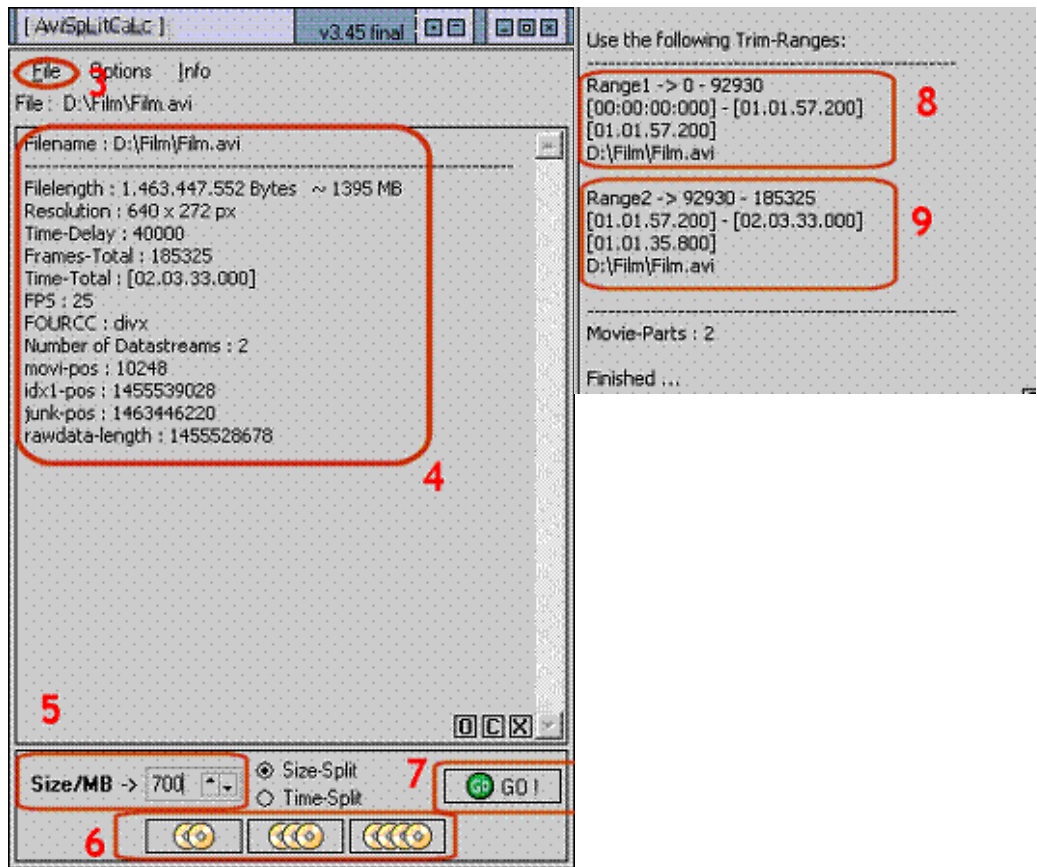 [ AviSpLitCaLc ]
v3.45 final
File Options Info
3
File : D:\Film\Film.avi
Filename : D:\Film\Film.avi
Filelength : 1.463.447.552 Bytes ~ 1395 MB
Resolution : 640 x 272 px
Time-Delay : 40000
Frames-Total : 185325
Time-Total : [02.03.33.000]
FPS : 25
FOURCC : divx
Number of Datastreams : 2
movi-pos : 10248
idx1-pos : 1455539028
junk-pos : 1463446220
rawdata-length : 1455528678
4
5
O C X
Size/MB -> 700
Size-Split
Time-Split
7
GO GO !
6
Use the following Trim-Ranges:
Range1 -> 0 - 92930
[00:00:00:000] - [01.01.57.200]
[01.01.57.200]
D:\Film\Film.avi
8
Range2 -> 92930 - 185325
[01.01.57.200] - [02.03.33.000]
[01.01.35.800]
D:\Film\Film.avi
9
Movie-Parts : 2
Finished ...